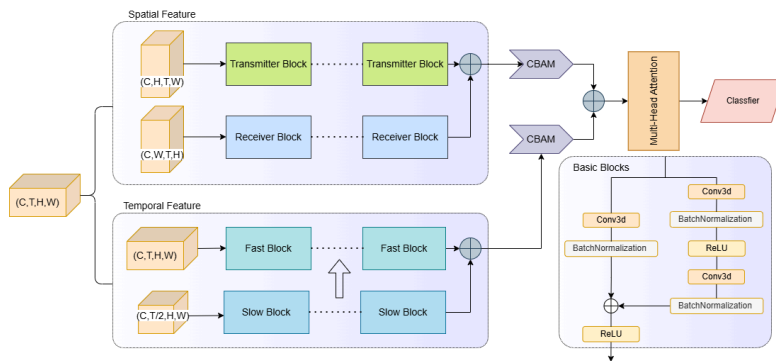 Spatial Feature
(C,H,T,W)
Transmitter Block
Transmitter Block
CBAM
(C,W,T,H)
Receiver Block
Receiver Block
CBAM
Multi-Head Attention
Classfier
(C,T,H,W)
Temporal Feature
(C,T,H,W)
Fast Block
Fast Block
(C,T/2,H,W)
Slow Block
Slow Block
Basic Blocks
Conv3d
BatchNormalization
Conv3d
BatchNormalization
ReLU
Conv3d
BatchNormalization
ReLU